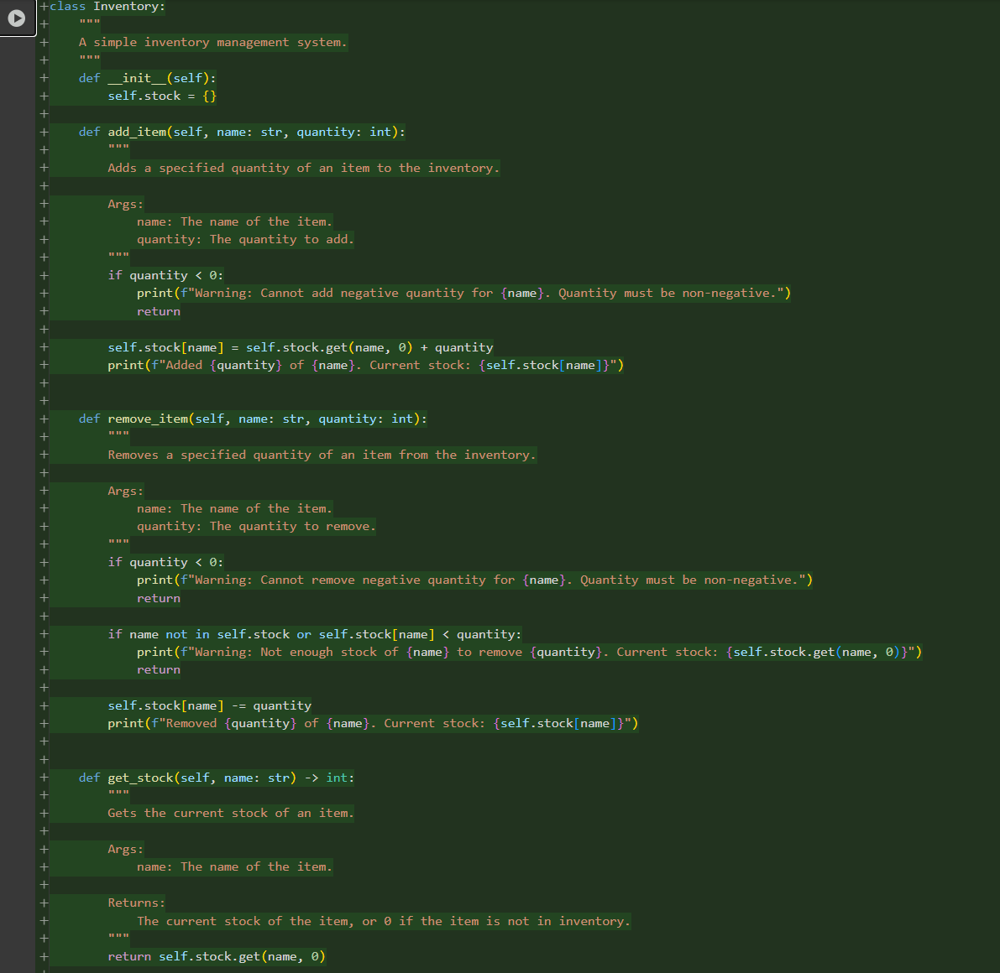 +class Inventory:
+    """
+    A simple inventory management system.
+    """
+    def __init__(self):
+        self.stock = {}
+
+    def add_item(self, name: str, quantity: int):
+        """
+        Adds a specified quantity of an item to the inventory.
+
+        Args:
+            name: The name of the item.
+            quantity: The quantity to add.
+        """
+        if quantity < 0:
+            print(f"Warning: Cannot add negative quantity for {name}. Quantity must be non-negative.")
+            return
+
+        self.stock[name] = self.stock.get(name, 0) + quantity
+        print(f"Added {quantity} of {name}. Current stock: {self.stock[name]}")
+
+
+    def remove_item(self, name: str, quantity: int):
+        """
+        Removes a specified quantity of an item from the inventory.
+
+        Args:
+            name: The name of the item.
+            quantity: The quantity to remove.
+        """
+        if quantity < 0:
+            print(f"Warning: Cannot remove negative quantity for {name}. Quantity must be non-negative.")
+            return
+
+        if name not in self.stock or self.stock[name] < quantity:
+            print(f"Warning: Not enough stock of {name} to remove {quantity}. Current stock: {self.stock.get(name, 0)}")
+            return
+
+        self.stock[name] -= quantity
+        print(f"Removed {quantity} of {name}. Current stock: {self.stock[name]}")
+
+
+    def get_stock(self, name: str) -> int:
+        """
+        Gets the current stock of an item.
+
+        Args:
+            name: The name of the item.
+
+        Returns:
+            The current stock of the item, or 0 if the item is not in inventory.
+        """
+        return self.stock.get(name, 0)